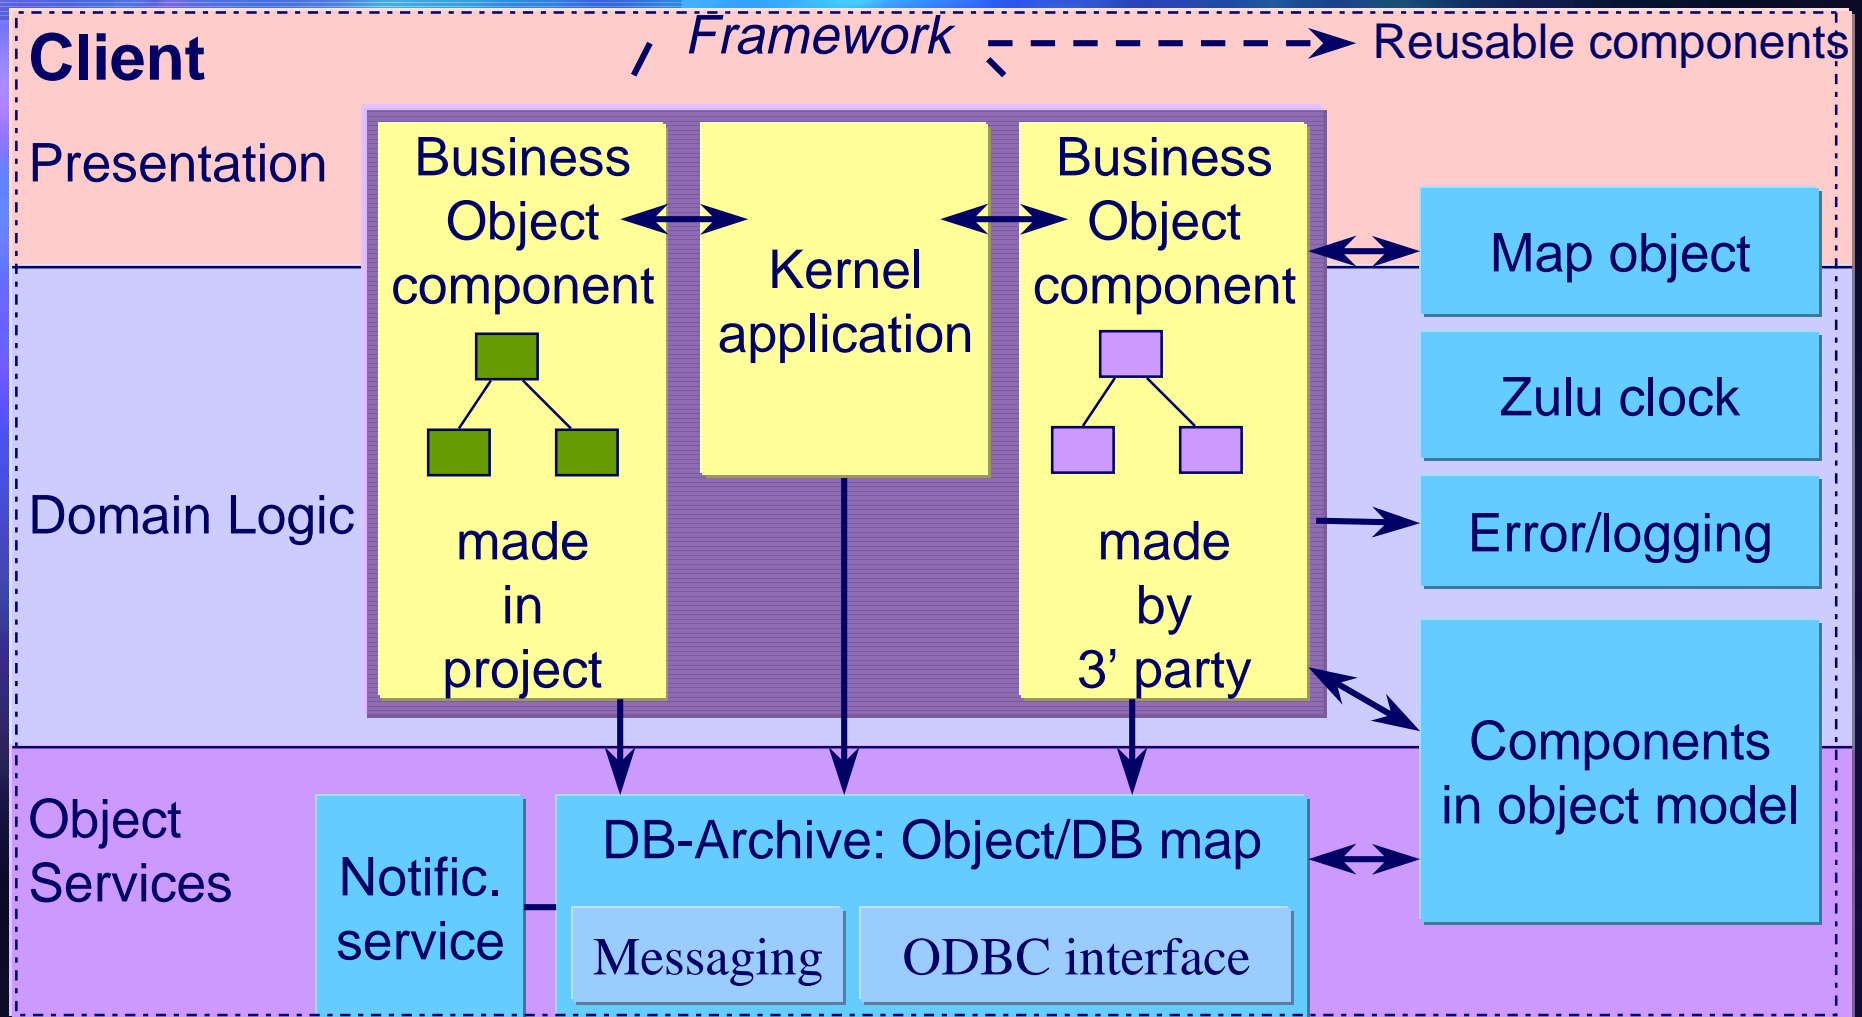 Client
Framework
Reusable components
Presentation
Business
Object
component
made
in
project
Kernel
application
Business
Object
component
made
by
3’ party
Map object
Zulu clock
Error/logging
Components
in object model
Domain Logic
Object
Services
Notific.
service
DB-Archive: Object/DB map
Messaging
ODBC interface